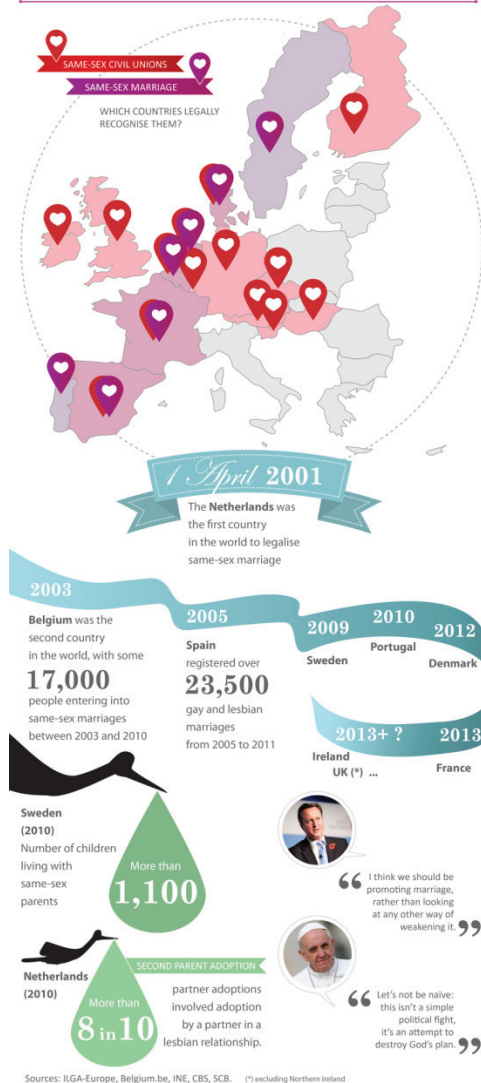 SAME-SEX CIVIL UNIONS
SAME-SEX MARRIAGE
WHICH COUNTRIES LEGALLY
RECOGNISE THEM?
1 April 2001
The Netherlands was
the first country
in the world to legalise
same-sex marriage
2003
Belgium was the
second country
in the world, with some
17,000
people entering into
same-sex marriages
between 2003 and 2010
2005
Spain
registered over
23,500
gay and lesbian
marriages
from 2005 to 2011
2009
Sweden
2010
Portugal
2012
Denmark
2013
France
2013+ ?
Ireland
UK (*) ...
Sweden
(2010)
Number of children
living with
same-sex
parents
More than
1,100
“ I think we should be
promoting marriage,
rather than looking
at any other way of
weakening it. ”
Netherlands
(2010)
More than
8 in 10
SECOND PARENT ADOPTION
partner adoptions
involved adoption
by a partner in a
lesbian relationship.
“ Let's not be naive:
this isn't a simple
political fight,
it's an attempt to
destroy God's plan. ”
Sources: ILGA-Europe, Belgium.be, INE, CBS, SCB. (*) excluding Northern Ireland